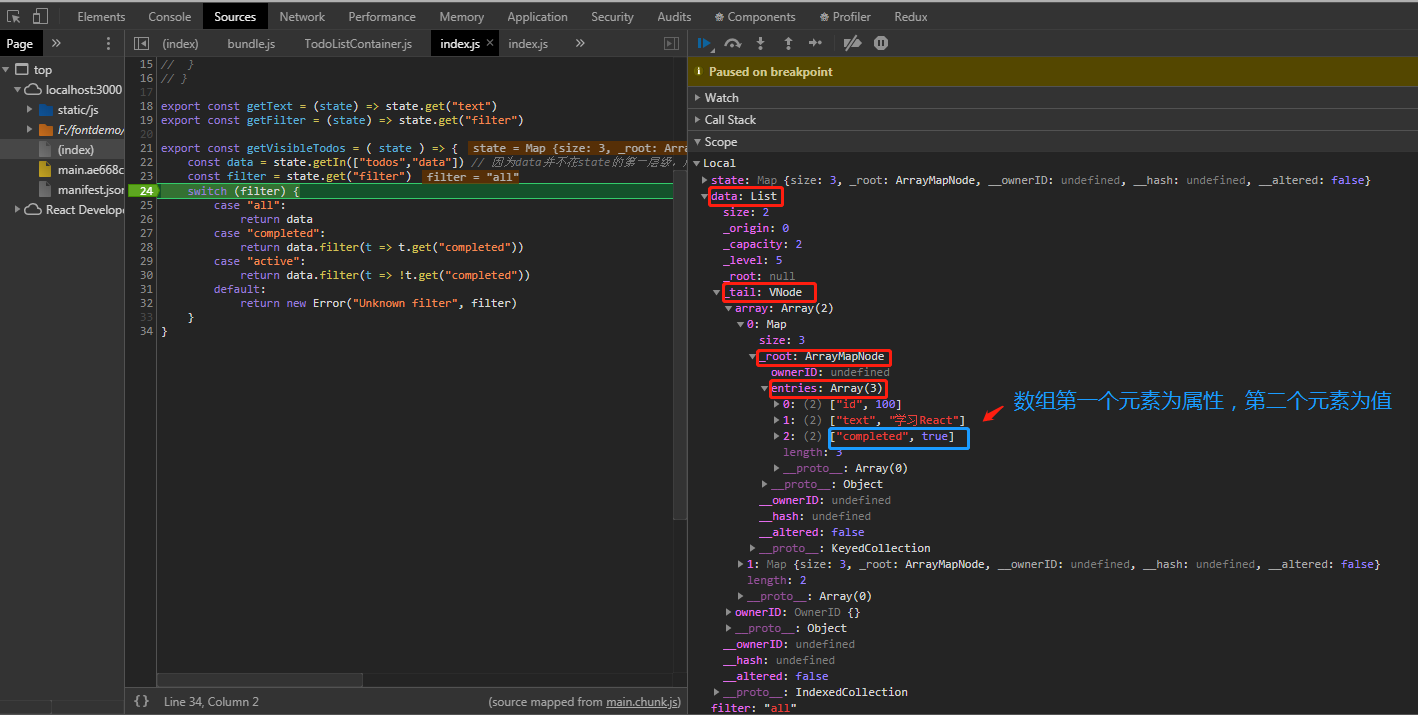 Elements Console Sources Network Performance Memory Application Security Audits Components Profiler Redux
Page » (index) bundle.js TodoListContainer.js index.js × index.js »
top
localhost:3000
static/js
F:/fontdemo/
(index)
main.ae668c
manifest.jsor
React Develope
15 // }
16 // }
17
18 export const getText = (state) => state.get("text")
19 export const getFilter = (state) => state.get("filter")
20
21 export const getVisibleTodos = ( state ) => { state = Map {size: 3, _root: Arra
22 const data = state.getIn(["todos","data"]) // 因为data并不在state的第一层级,
23 const filter = state.get("filter") filter = "all"
24 switch (filter) {
25 case "all":
26 return data
27 case "completed":
28 return data.filter(t => t.get("completed"))
29 case "active":
30 return data.filter(t => !t.get("completed"))
31 default:
32 return new Error("Unknown filter", filter)
33 }
34 }
{} Line 34, Column 2 (source mapped from main.chunk.js)
Paused on breakpoint
Watch
Call Stack
Scope
Local
state: Map {size: 3, _root: ArrayMapNode, __ownerID: undefined, __hash: undefined, __altered: false}
data: List
size: 2
_origin: 0
_capacity: 2
_level: 5
_root: null
_tail: VNode
array: Array(2)
0: Map
size: 3
_root: ArrayMapNode
ownerID: undefined
entries: Array(3)
0: (2) ["id", 100]
1: (2) ["text", "学习React"]
2: (2) ["completed", true]
数组第一个元素为属性,第二个元素为值
length: 3
__proto__: Array(0)
__proto__: Object
__ownerID: undefined
__hash: undefined
__altered: false
__proto__: KeyedCollection
1: Map {size: 3, _root: ArrayMapNode, __ownerID: undefined, __hash: undefined, __altered: false}
length: 2
__proto__: Array(0)
ownerID: OwnerID {}
__proto__: Object
__ownerID: undefined
__hash: undefined
__altered: false
__proto__: IndexedCollection
filter: "all"